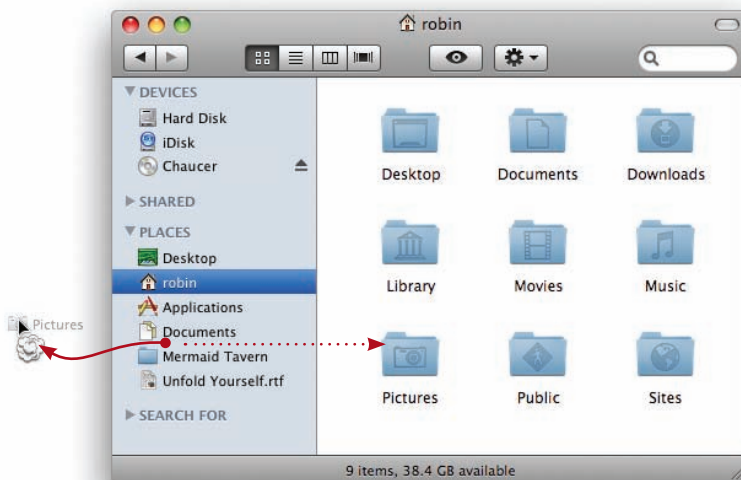 robin
DEVICES
Hard Disk
iDisk
Chaucer
SHARED
PLACES
Desktop
robin
Applications
Documents
Mermaid Tavern
Unfold Yourself.rtf
SEARCH FOR
Pictures
Desktop Documents Downloads
Library Movies Music
Pictures Public Sites
9 items, 38.4 GB available